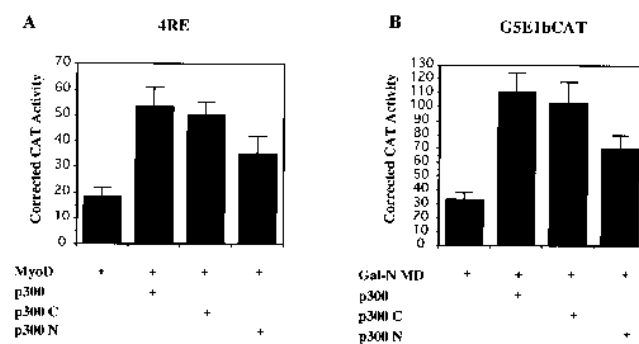 A
4RE
Corrected CAT Activity
70
60
50
40
30
20
10
0
MyoD + + + +
p300 +
p300 C +
p300 N +
B
G5E1bCAT
Corrected CAT Activity
130
120
110
100
90
80
70
60
50
40
30
20
10
0
Gal-N MD + + + +
p300 +
p300 C +
p300 N +